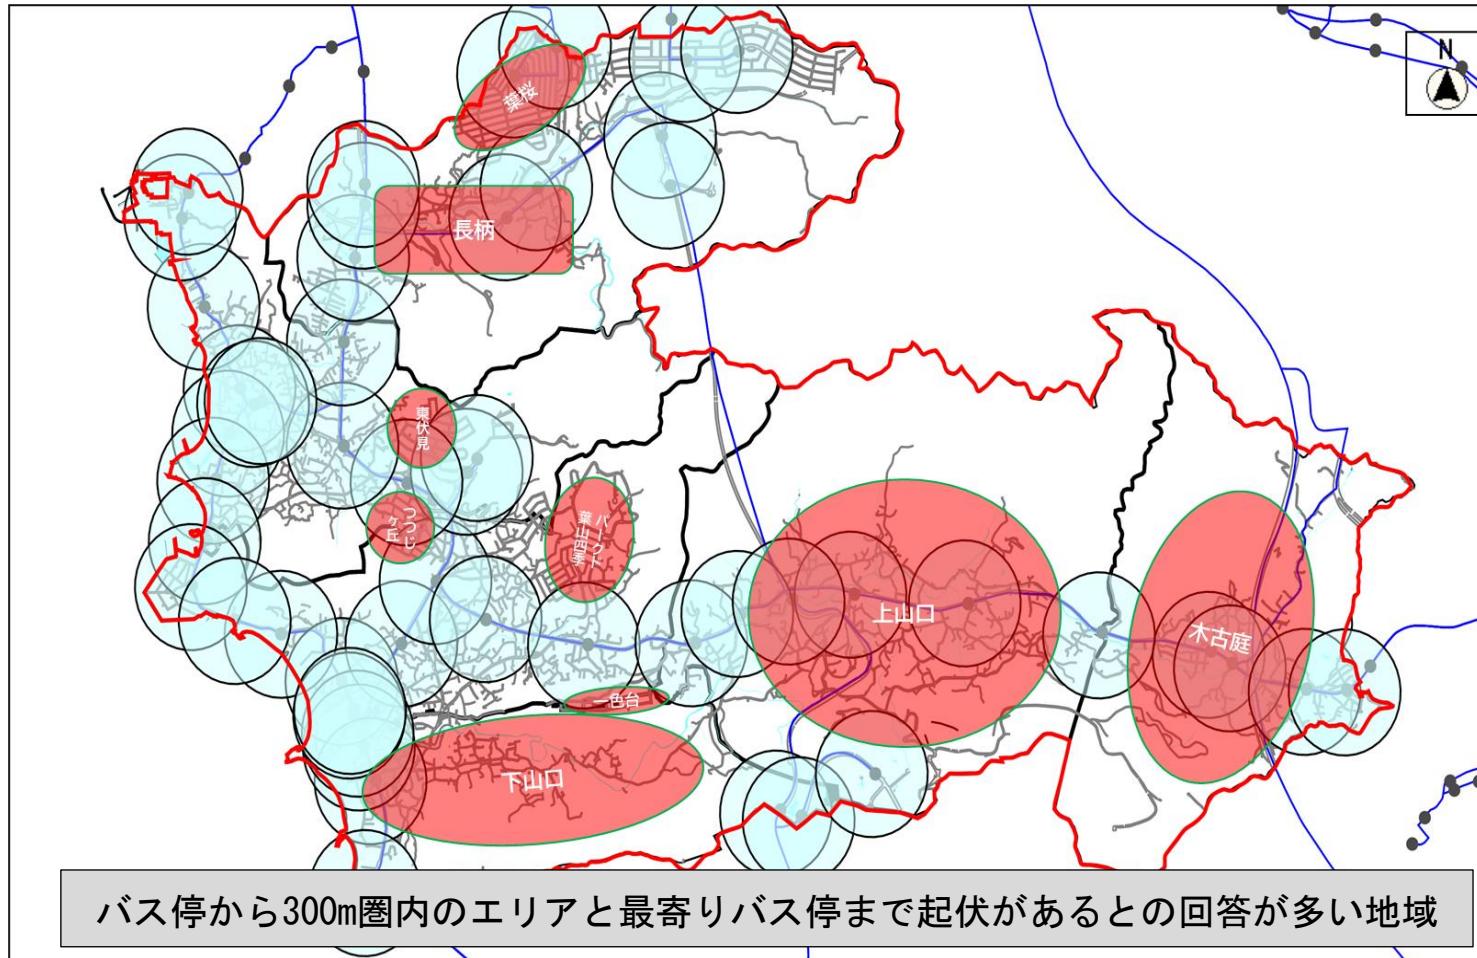 N
葉桜
長柄
東伏見
つつじ
ヶ丘
パークド
葉山四季
上山口
木古庭
一色台
下山口
バス停から300m圏内のエリアと最寄りバス停まで起伏があるとの回答が多い地域